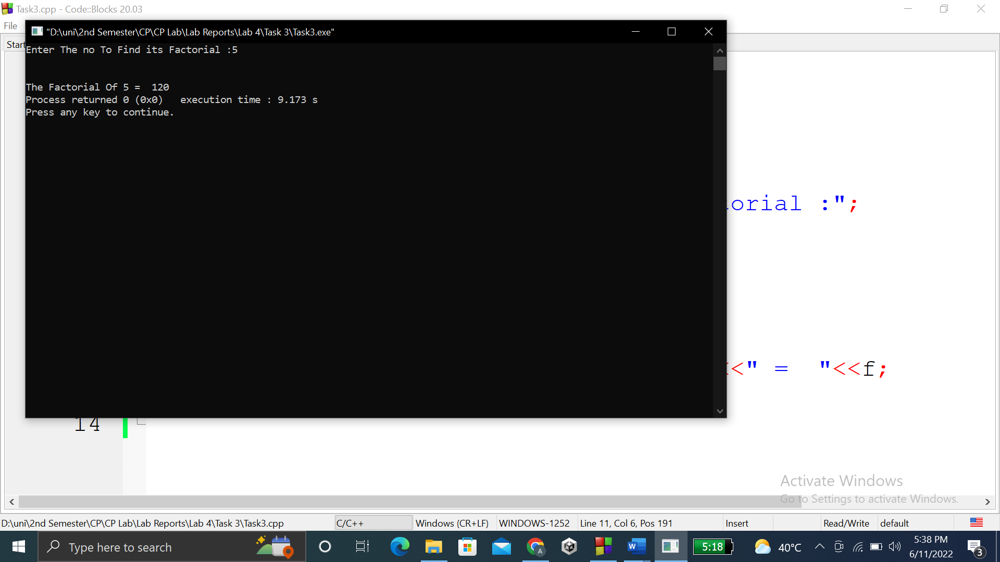 Task3.cpp - Code::Blocks 20.03
File
"D:\uni\2nd Semester\CP\CP Lab\Lab Reports\Lab 4\Task 3\Task3.exe"
Start
Enter The no To Find its Factorial :5
The Factorial Of 5 =  120
Process returned 0 (0x0)   execution time : 9.173 s
Press any key to continue.
orial :";
<" =  "<<f;
14
Activate Windows
Go to Settings to activate Windows.
D:\uni\2nd Semester\CP\CP Lab\Lab Reports\Lab 4\Task 3\Task3.cpp C/C++ Windows (CR+LF) WINDOWS-1252 Line 11, Col 6, Pos 191 Insert Read/Write default
Type here to search 5:18 40°C 5:38 PM
6/11/2022 3